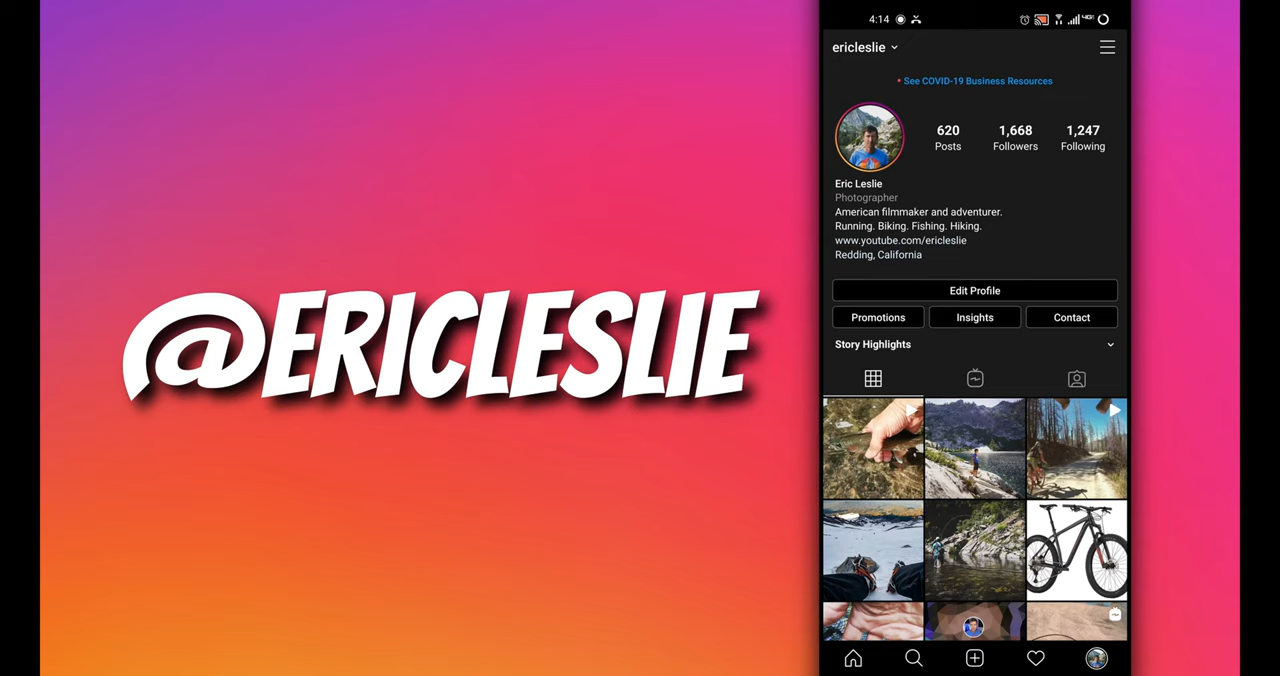 @ERICLESLIE
4:14
4G
ericleslie
See COVID-19 Business Resources
620 1,668 1,247
Posts Followers Following
Eric Leslie
Photographer
American filmmaker and adventurer.
Running. Biking. Fishing. Hiking.
www.youtube.com/ericleslie
Redding, California
Edit Profile
Promotions Insights Contact
Story Highlights